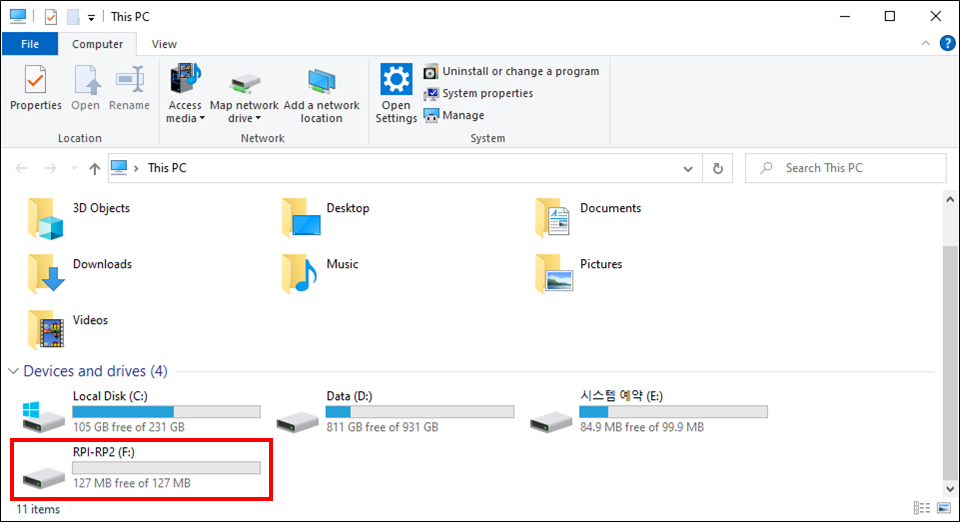 This PC
File
Computer
View
Properties
Open
Rename
Access media
Map network drive
Add a network location
Open Settings
Uninstall or change a program
System properties
Manage
Location
Network
System
This PC
Search This PC
3D Objects
Desktop
Documents
Downloads
Music
Pictures
Videos
Devices and drives (4)
Local Disk (C:)
105 GB free of 231 GB
Data (D:)
811 GB free of 931 GB
시스템 예약 (E:)
84.9 MB free of 99.9 MB
RPI-RP2 (F:)
127 MB free of 127 MB
11 items